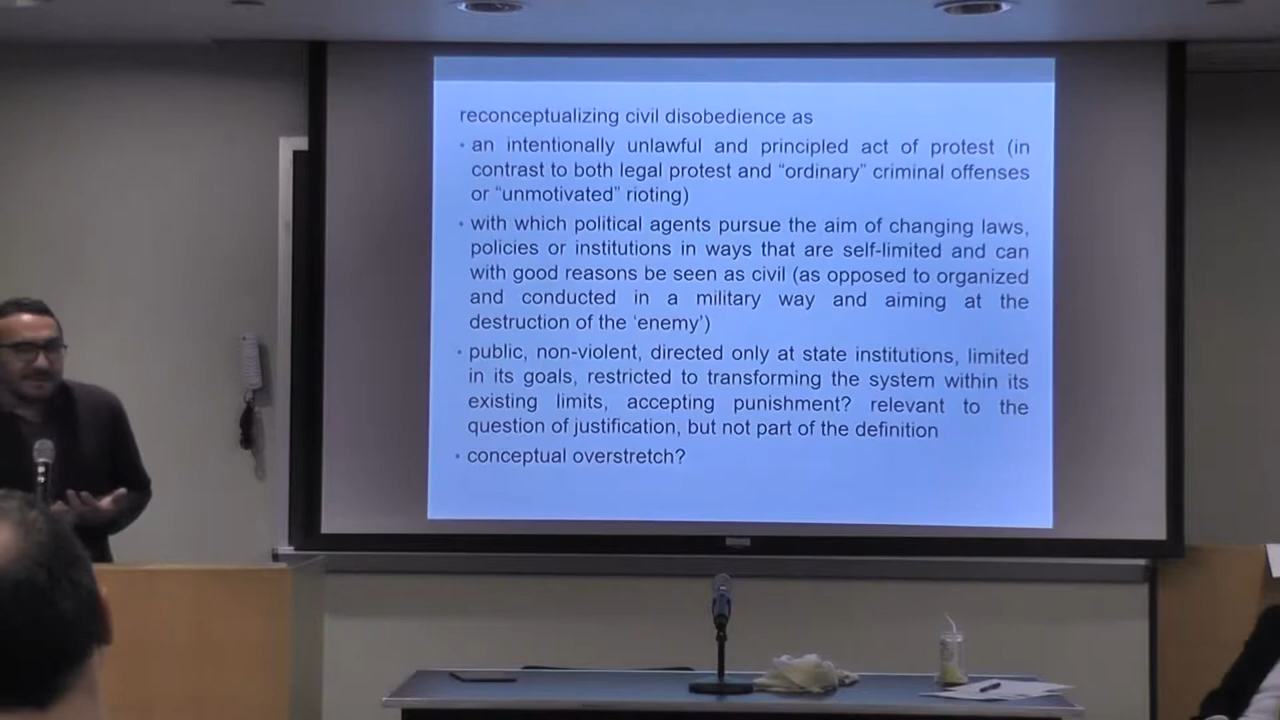 reconceptualizing civil disobedience as
• an intentionally unlawful and principled act of protest (in
contrast to both legal protest and “ordinary” criminal offenses
or “unmotivated” rioting)
• with which political agents pursue the aim of changing laws,
policies or institutions in ways that are self-limited and can
with good reasons be seen as civil (as opposed to organized
and conducted in a military way and aiming at the
destruction of the ‘enemy’)
• public, non-violent, directed only at state institutions, limited
in its goals, restricted to transforming the system within its
existing limits, accepting punishment? relevant to the
question of justification, but not part of the definition
• conceptual overstretch?